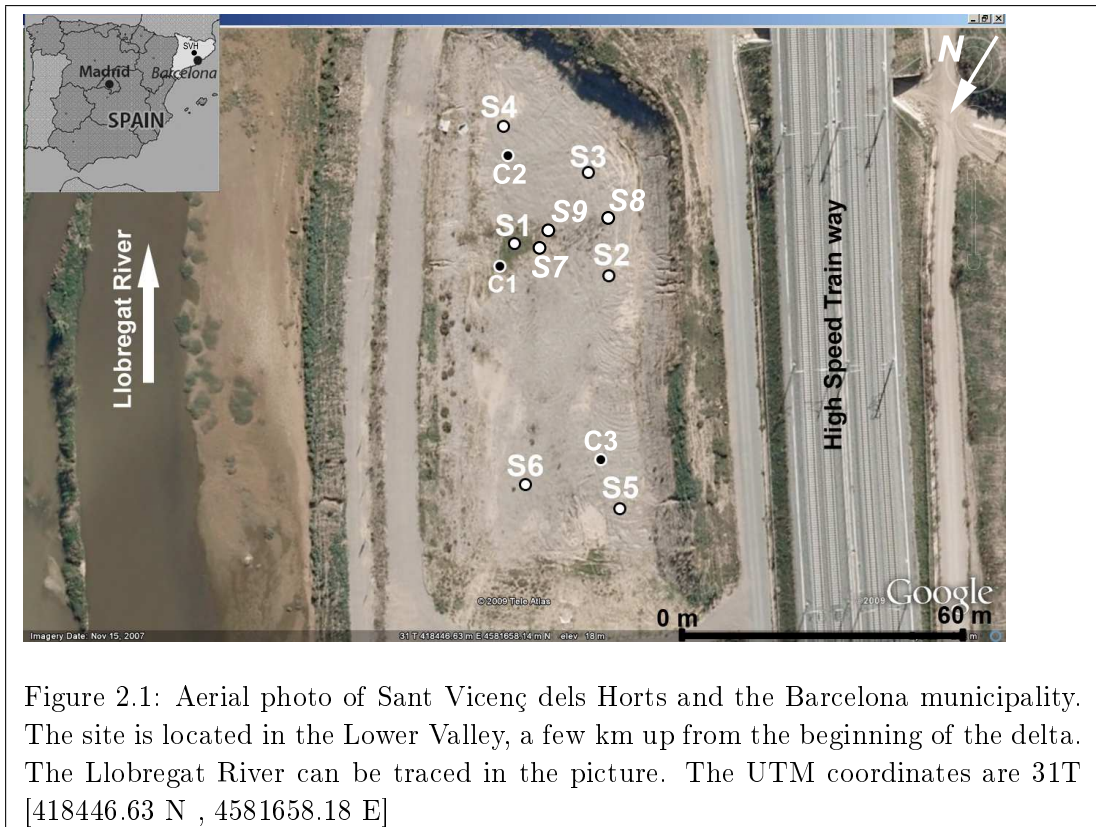 SVH
Madrid
Barcelona
SPAIN
N
S4
C2
S3
S8
S9
S1
S7
S2
C1
Llobregat River
High Speed Train way
C3
S6
S5
© 2009 Tele Atlas
2009 Google
0 m 60 m
Imagery Date: Nov 15, 2007
31 T 418446.63 m E 4581658.14 m N elev 18 m
m
Figure 2.1: Aerial photo of Sant Vicenç dels Horts and the Barcelona municipality.
The site is located in the Lower Valley, a few km up from the beginning of the delta.
The Llobregat River can be traced in the picture. The UTM coordinates are 31T
[418446.63 N , 4581658.18 E]